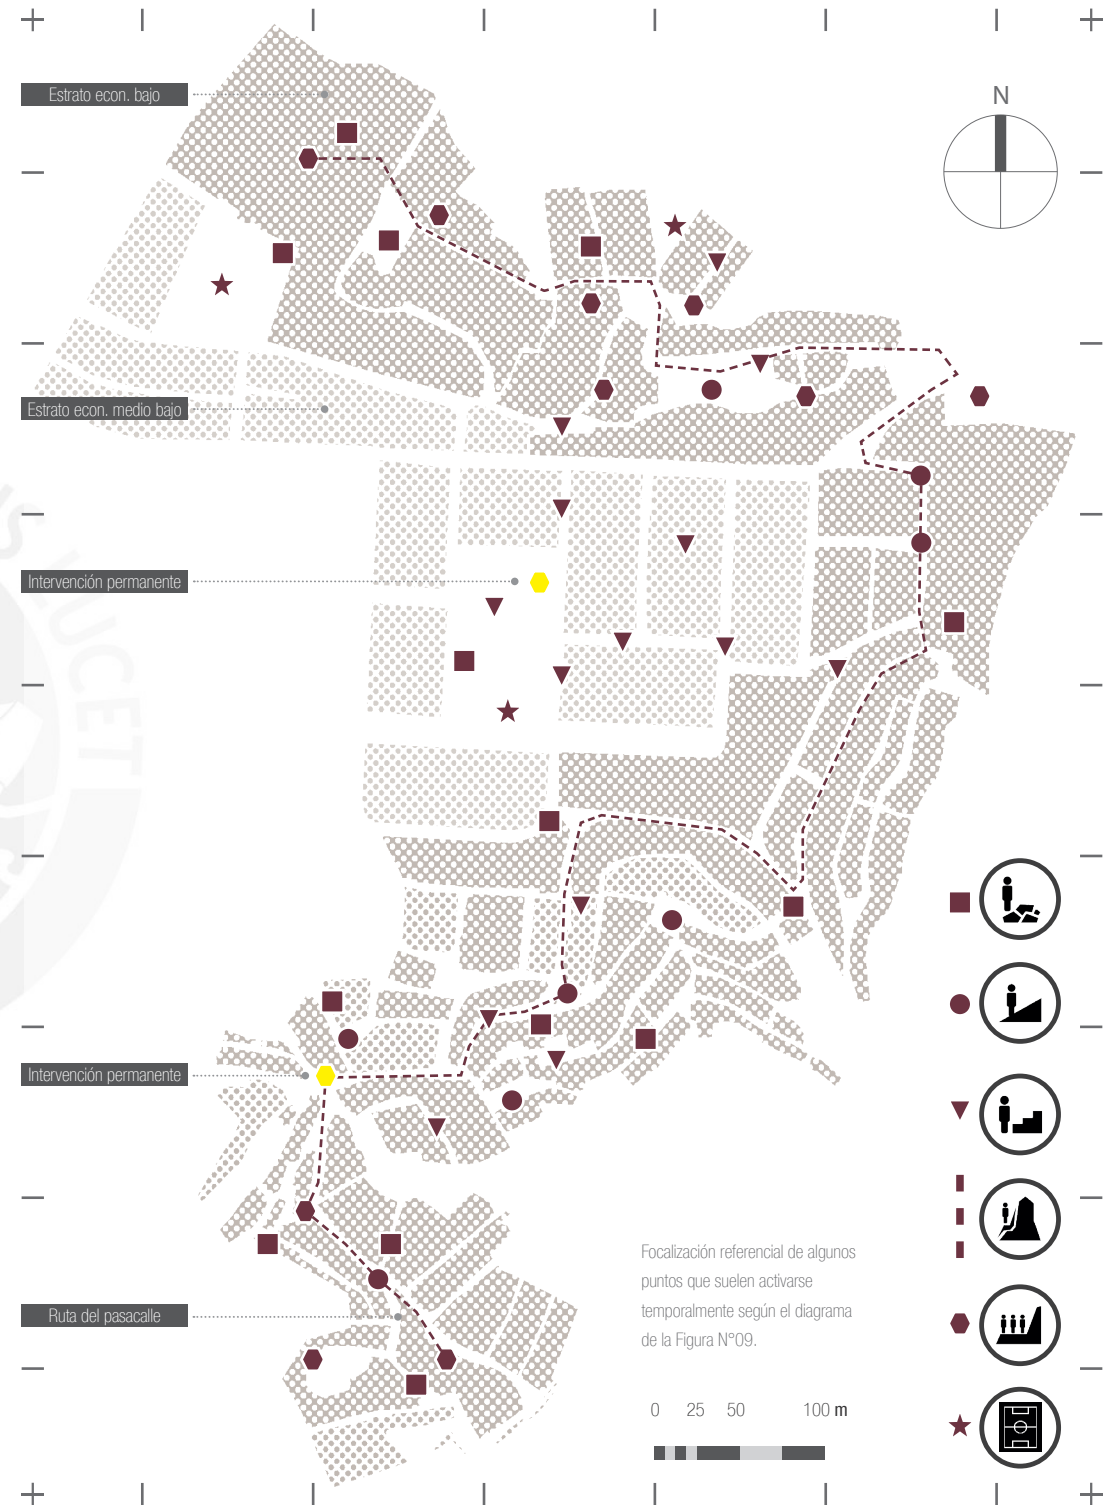 N
Estrato econ. bajo
Estrato econ. medio bajo
Intervención permanente
Intervención permanente
Ruta del pasacalle
Focalización referencial de algunos
puntos que suelen activarse
temporalmente según el diagrama
de la Figura N°09.
0 25 50 100 m
LUCET